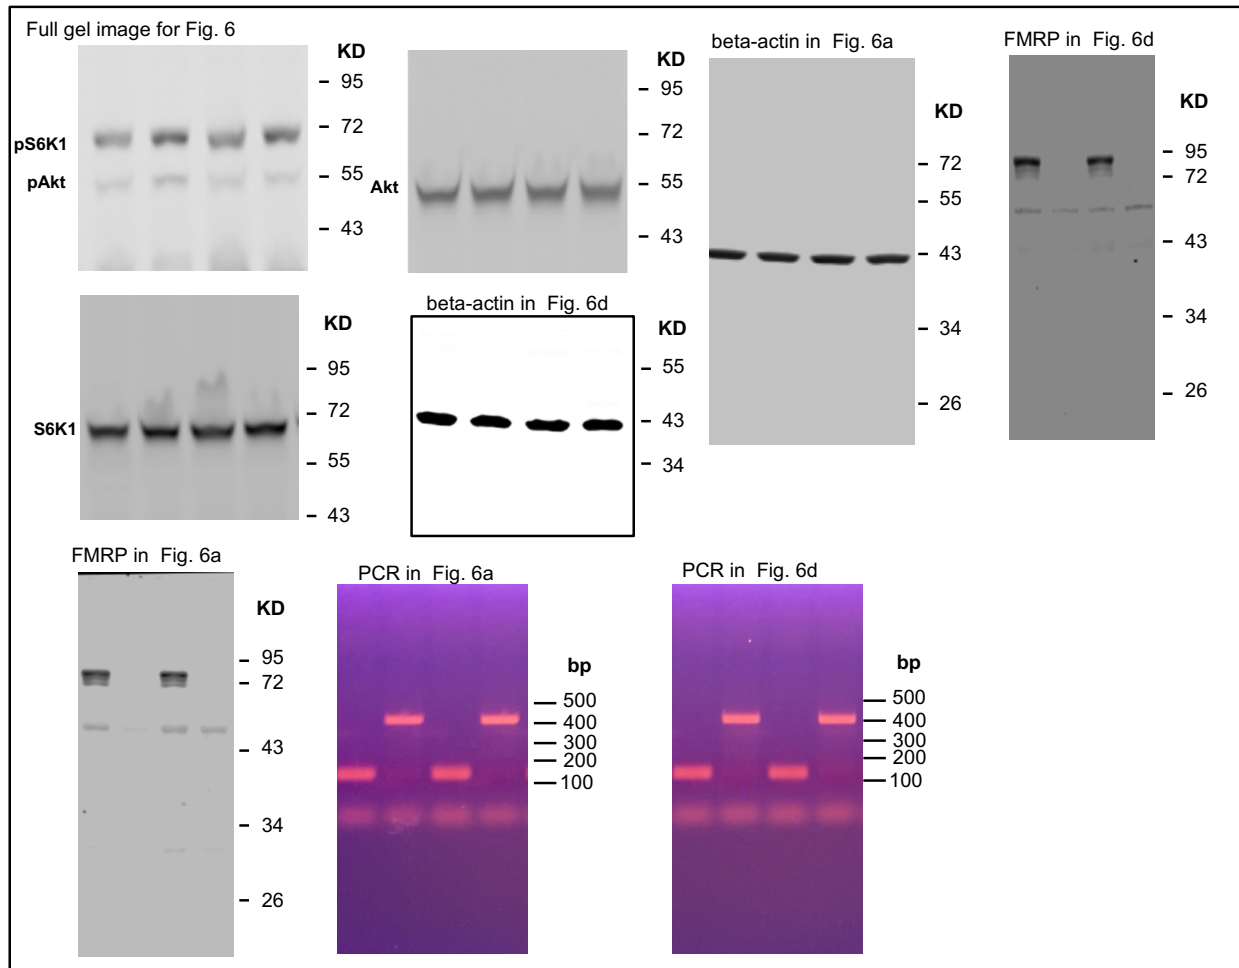 Full gel image for Fig. 6
KD
– 95
– 72
– 55
– 43
pS6K1
pAkt
KD
– 95
– 72
– 55
– 43
Akt
beta-actin in Fig. 6a
KD
– 72
– 55
– 43
– 34
– 26
FMRP in Fig. 6d
KD
– 95
– 72
– 43
– 34
– 26
KD
– 95
– 72
– 55
– 43
S6K1
beta-actin in Fig. 6d
KD
– 55
– 43
– 34
FMRP in Fig. 6a
KD
– 95
– 72
– 43
– 34
– 26
PCR in Fig. 6a
bp
— 500
— 400
— 300
— 200
— 100
PCR in Fig. 6d
bp
— 500
— 400
— 300
— 200
— 100